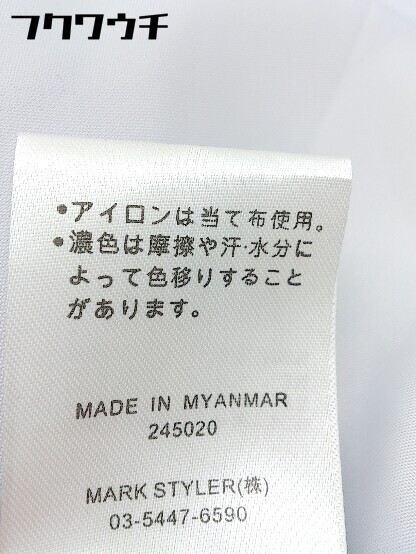 フクワウチ
•アイロンは当て布使用。
•濃色は摩擦や汗·水分に
よって色移りすること
があります。
MADE IN MYANMAR
245020
MARK STYLER(株)
03-5447-6590